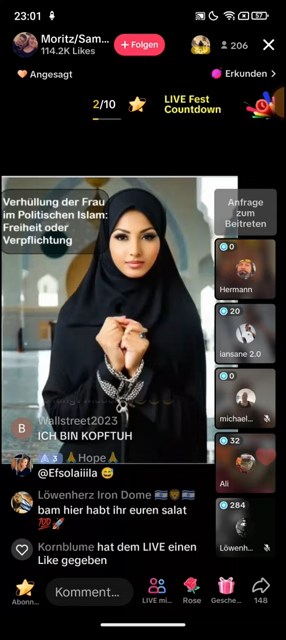 23:01
57
Moritz/Sam...
114.2K Likes
+ Folgen
206
Angesagt
Erkunden >
2/10
LIVE Fest
Countdown
Verhüllung der Frau
im Politischen Islam:
Freiheit oder
Verpflichtung
Anfrage
zum
Beitreten
0
Hermann
20
iansane 2.0
0
michael...
32
Ali
284
Löwenh...
B
Wallstreet2023
ICH BIN KOPFTUH
3 🙏Hope🙏
@Efsolaiiila 😅
Löwenherz Iron Dome 🇮🇱🦁🇮🇱
bam hier habt ihr euren salat
💯🚀
Kornblume hat dem LIVE einen
Like gegeben
Abonn...
Komment...
LIVE mi...
Rose
Gesche...
148